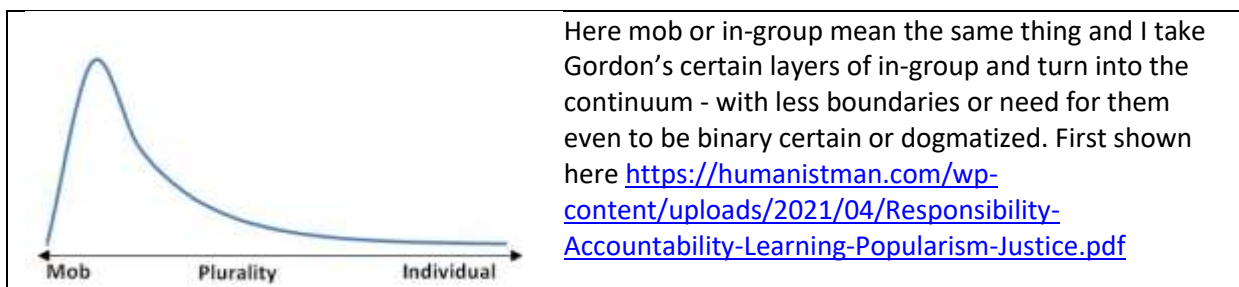 Here mob or in-group mean the same thing and I take
Gordon’s certain layers of in-group and turn into the
continuum - with less boundaries or need for them
even to be binary certain or dogmatized. First shown
here https://humanistman.com/wp-
content/uploads/2021/04/Responsibility-
Accountability-Learning-Popularism-Justice.pdf
Mob Plurality Individual